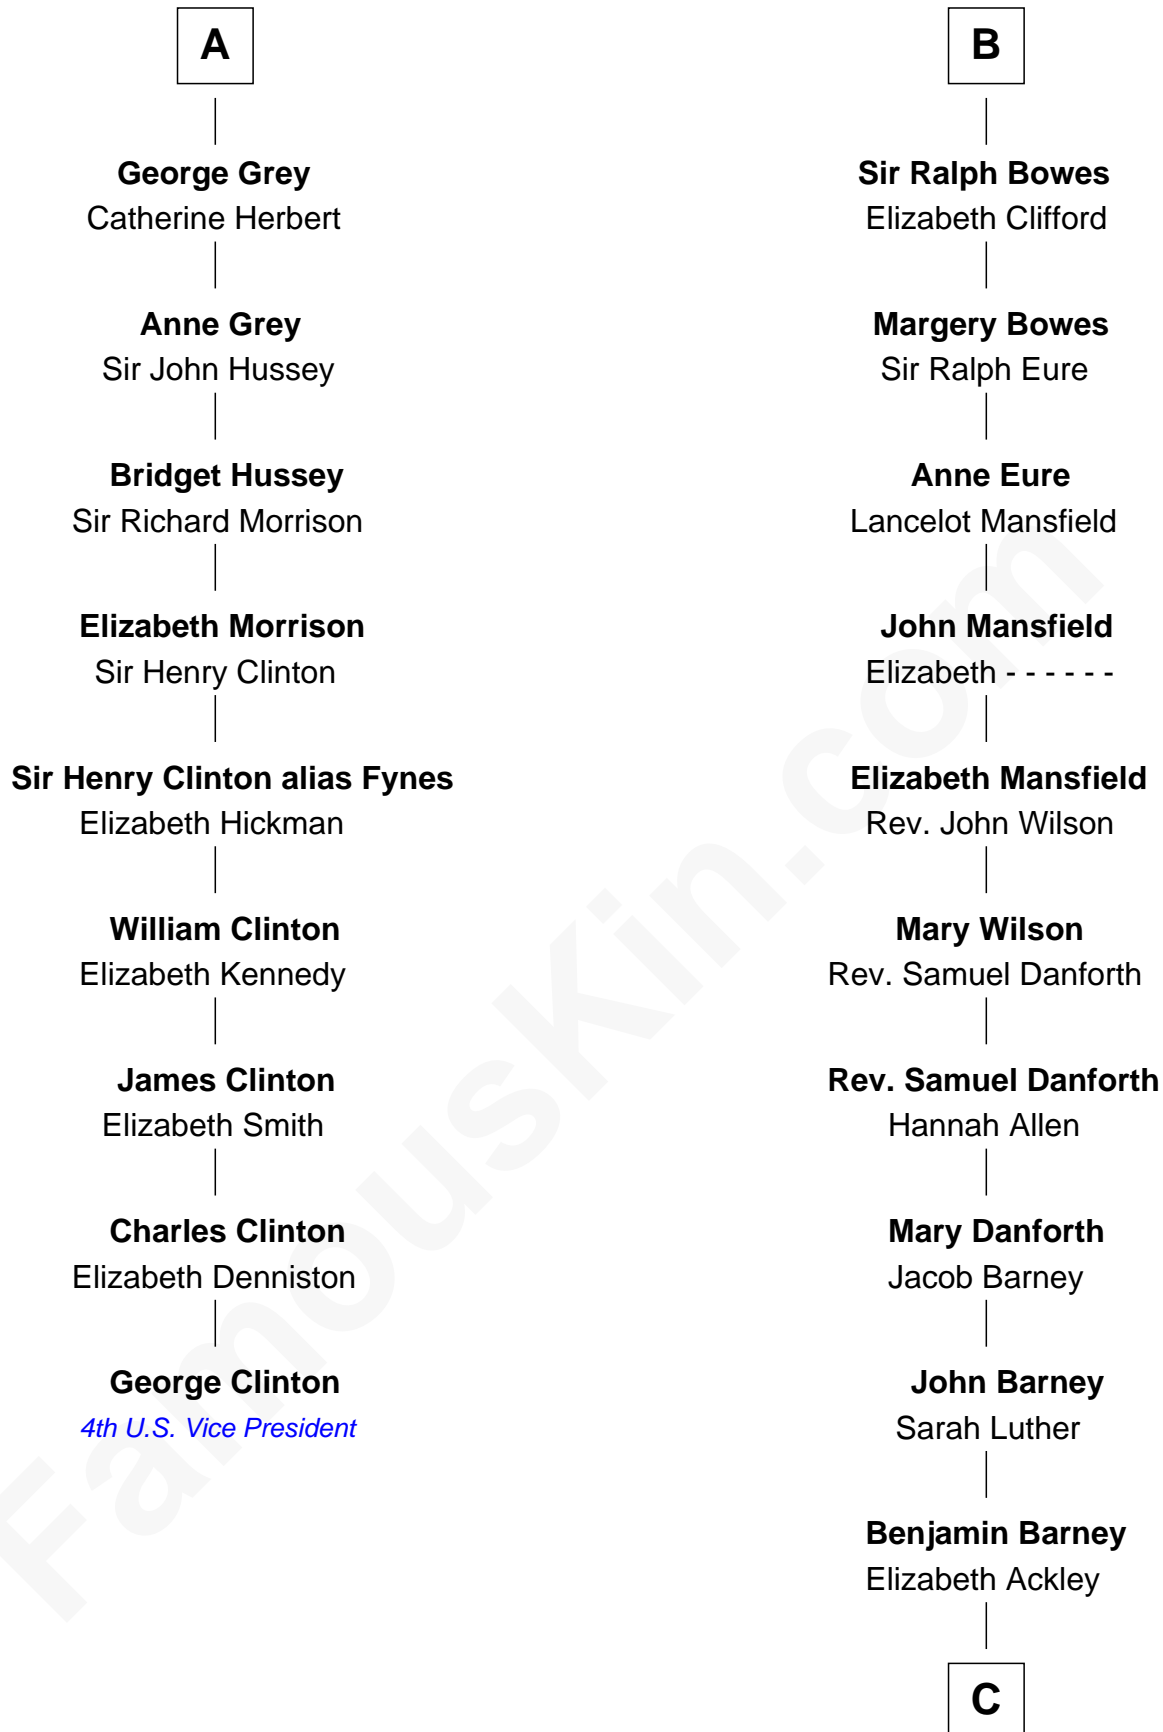 A
George Grey
Catherine Herbert
Anne Grey
Sir John Hussey
Bridget Hussey
Sir Richard Morrison
Elizabeth Morrison
Sir Henry Clinton
Sir Henry Clinton alias Fynes
Elizabeth Hickman
William Clinton
Elizabeth Kennedy
James Clinton
Elizabeth Smith
Charles Clinton
Elizabeth Denniston
George Clinton
4th U.S. Vice President
B
Sir Ralph Bowes
Elizabeth Clifford
Margery Bowes
Sir Ralph Eure
Anne Eure
Lancelot Mansfield
John Mansfield
Elizabeth - - - - - -
Elizabeth Mansfield
Rev. John Wilson
Mary Wilson
Rev. Samuel Danforth
Rev. Samuel Danforth
Hannah Allen
Mary Danforth
Jacob Barney
John Barney
Sarah Luther
Benjamin Barney
Elizabeth Ackley
C
FamousKin.com